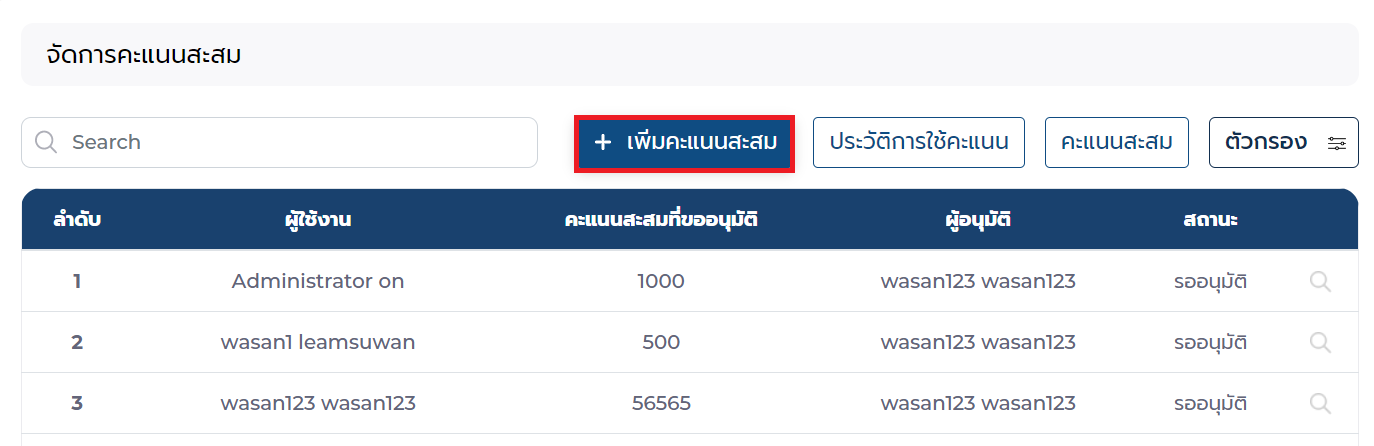 จัดการคะแนนสะสม
Search + เพิ่มคะแนนสะสม ประวัติการใช้คะแนน คะแนนสะสม ตัวกรอง
ลำดับ ผู้ใช้งาน คะแนนสะสมที่ขออนุมัติ ผู้อนุมัติ สถานะ
1 Administrator on 1000 wasan123 wasan123 รออนุมัติ
2 wasan1 leamsuwan 500 wasan123 wasan123 รออนุมัติ
3 wasan123 wasan123 56565 wasan123 wasan123 รออนุมัติ